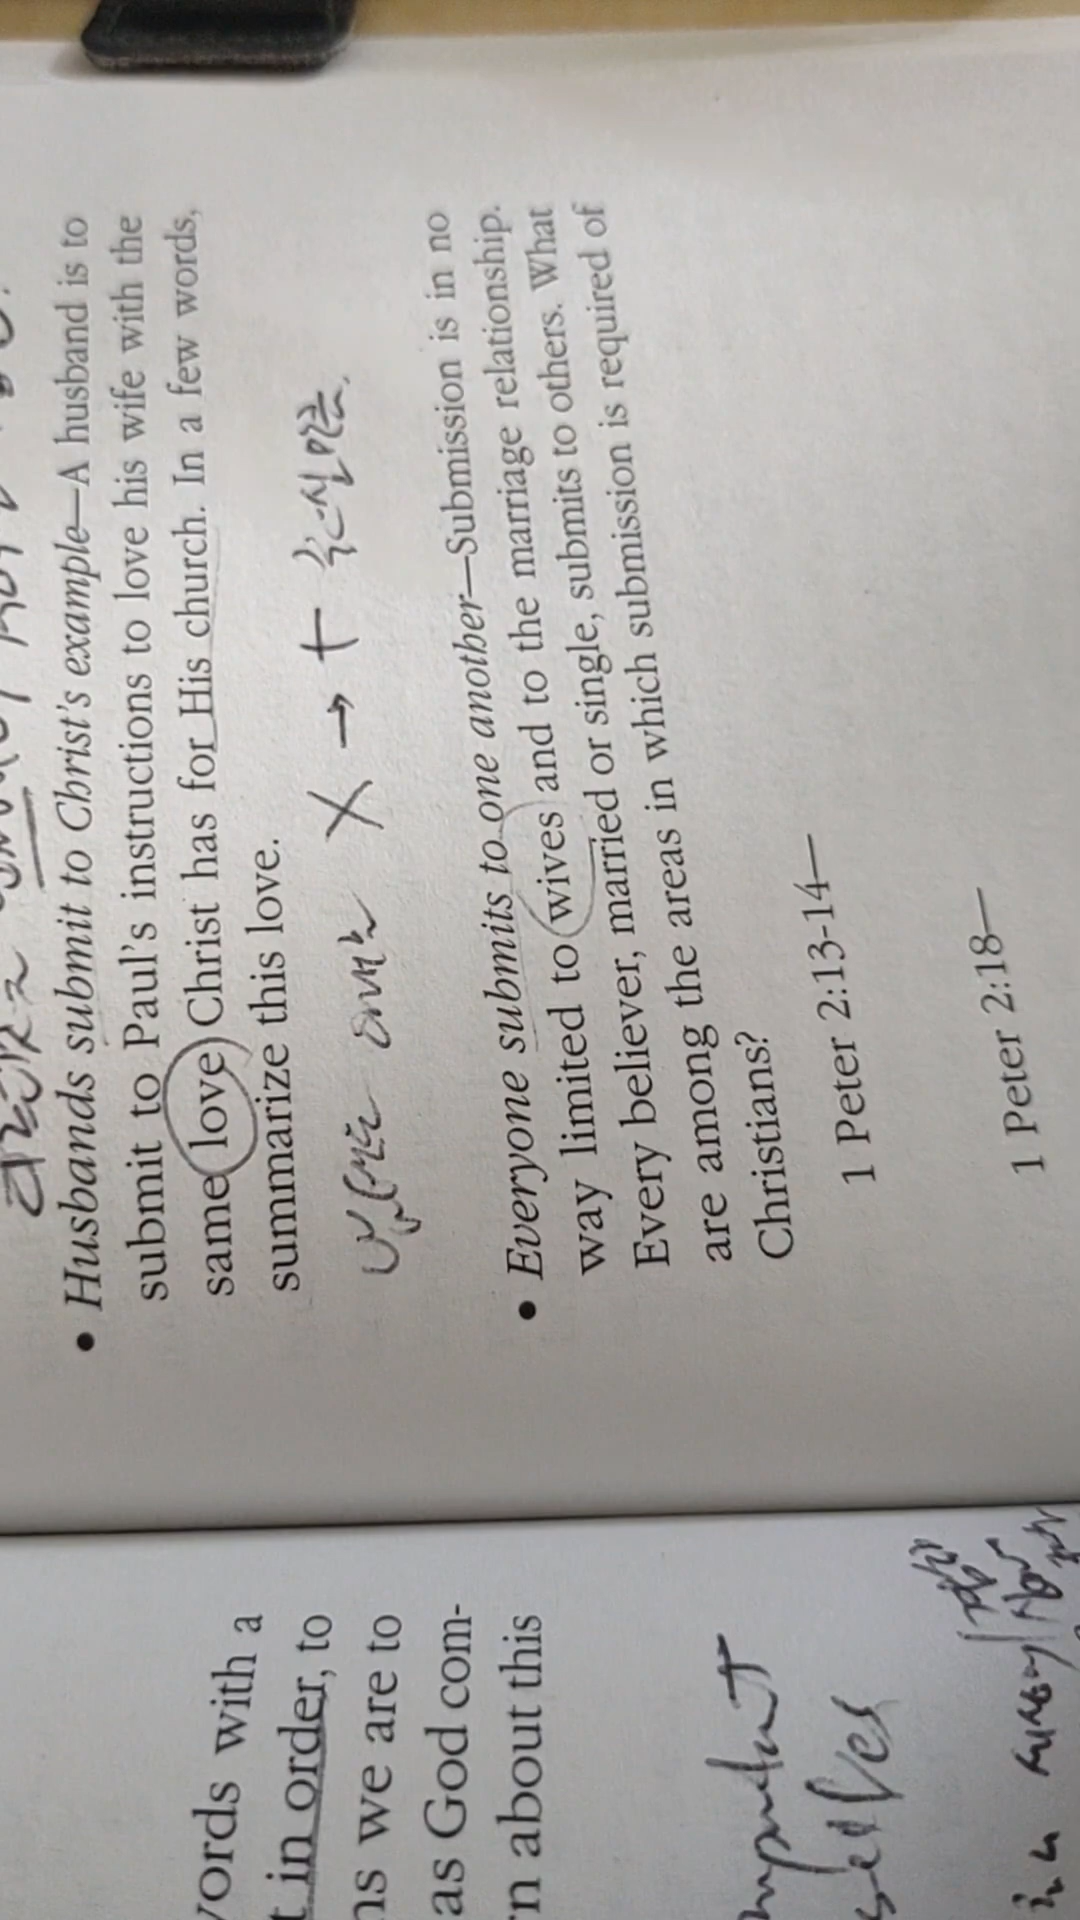 • Husbands submit to Christ's example—A husband is to
submit to Paul's instructions to love his wife with the
same love Christ has for His church. In a few words,
summarize this love.
X → +
• Everyone submits to one another—Submission is in no
way limited to wives and to the marriage relationship.
Every believer, married or single, submits to others. What
are among the areas in which submission is required of
Christians?
1 Peter 2:13-14—
1 Peter 2:18—
words with a
t in order, to
ns we are to
as God com-
n about this
selves